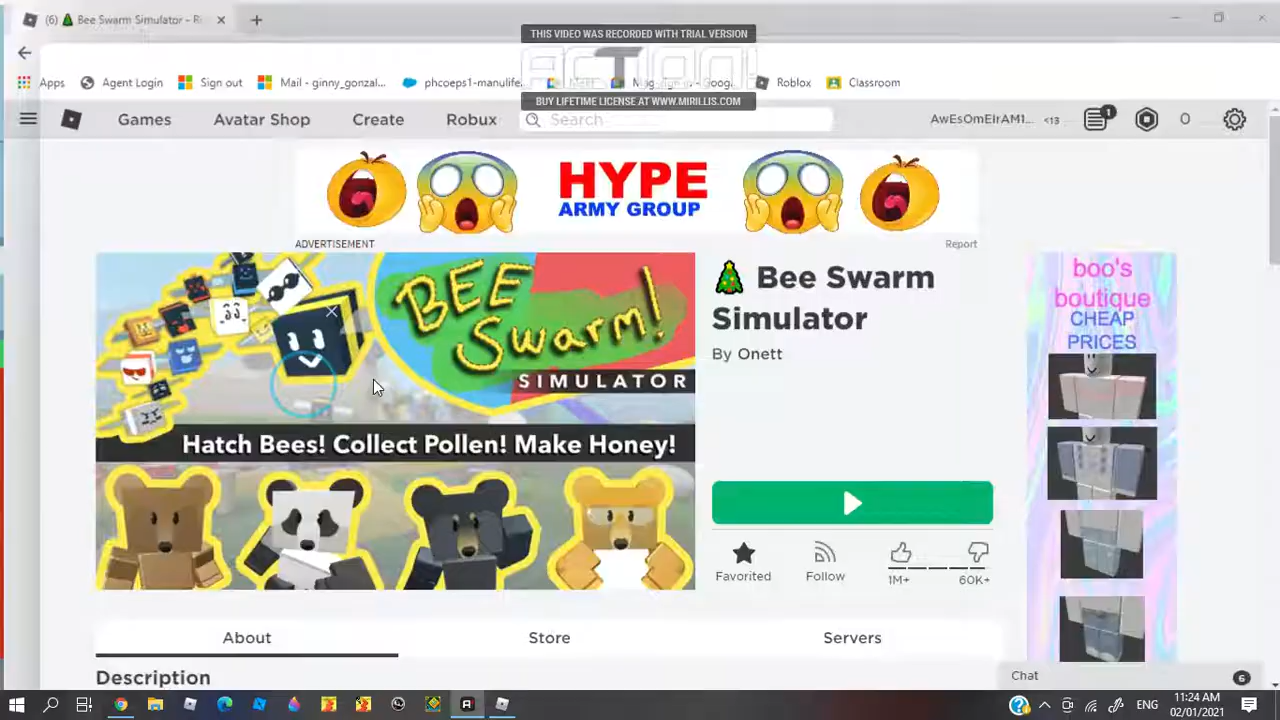 (6) 🎄 Bee Swarm Simulator - R
THIS VIDEO WAS RECORDED WITH TRIAL VERSION
BUY LIFETIME LICENSE AT WWW.MIRILLIS.COM
Apps
Agent Login
Sign out
Mail - ginny_gonzal...
phcoeps1-manulife...
Roblox
Classroom
Games
Avatar Shop
Create
Robux
Search
AwEsOmEIrAM1...
<13
1
0
HYPE
ARMY GROUP
ADVERTISEMENT
Report
BEE
Swarm!
SIMULATOR
Hatch Bees! Collect Pollen! Make Honey!
🎄 Bee Swarm
Simulator
By Onett
boo's
boutique
CHEAP
PRICES
Favorited
Follow
1M+
60K+
About
Store
Servers
Description
Chat
6
ENG
11:24 AM
02/01/2021